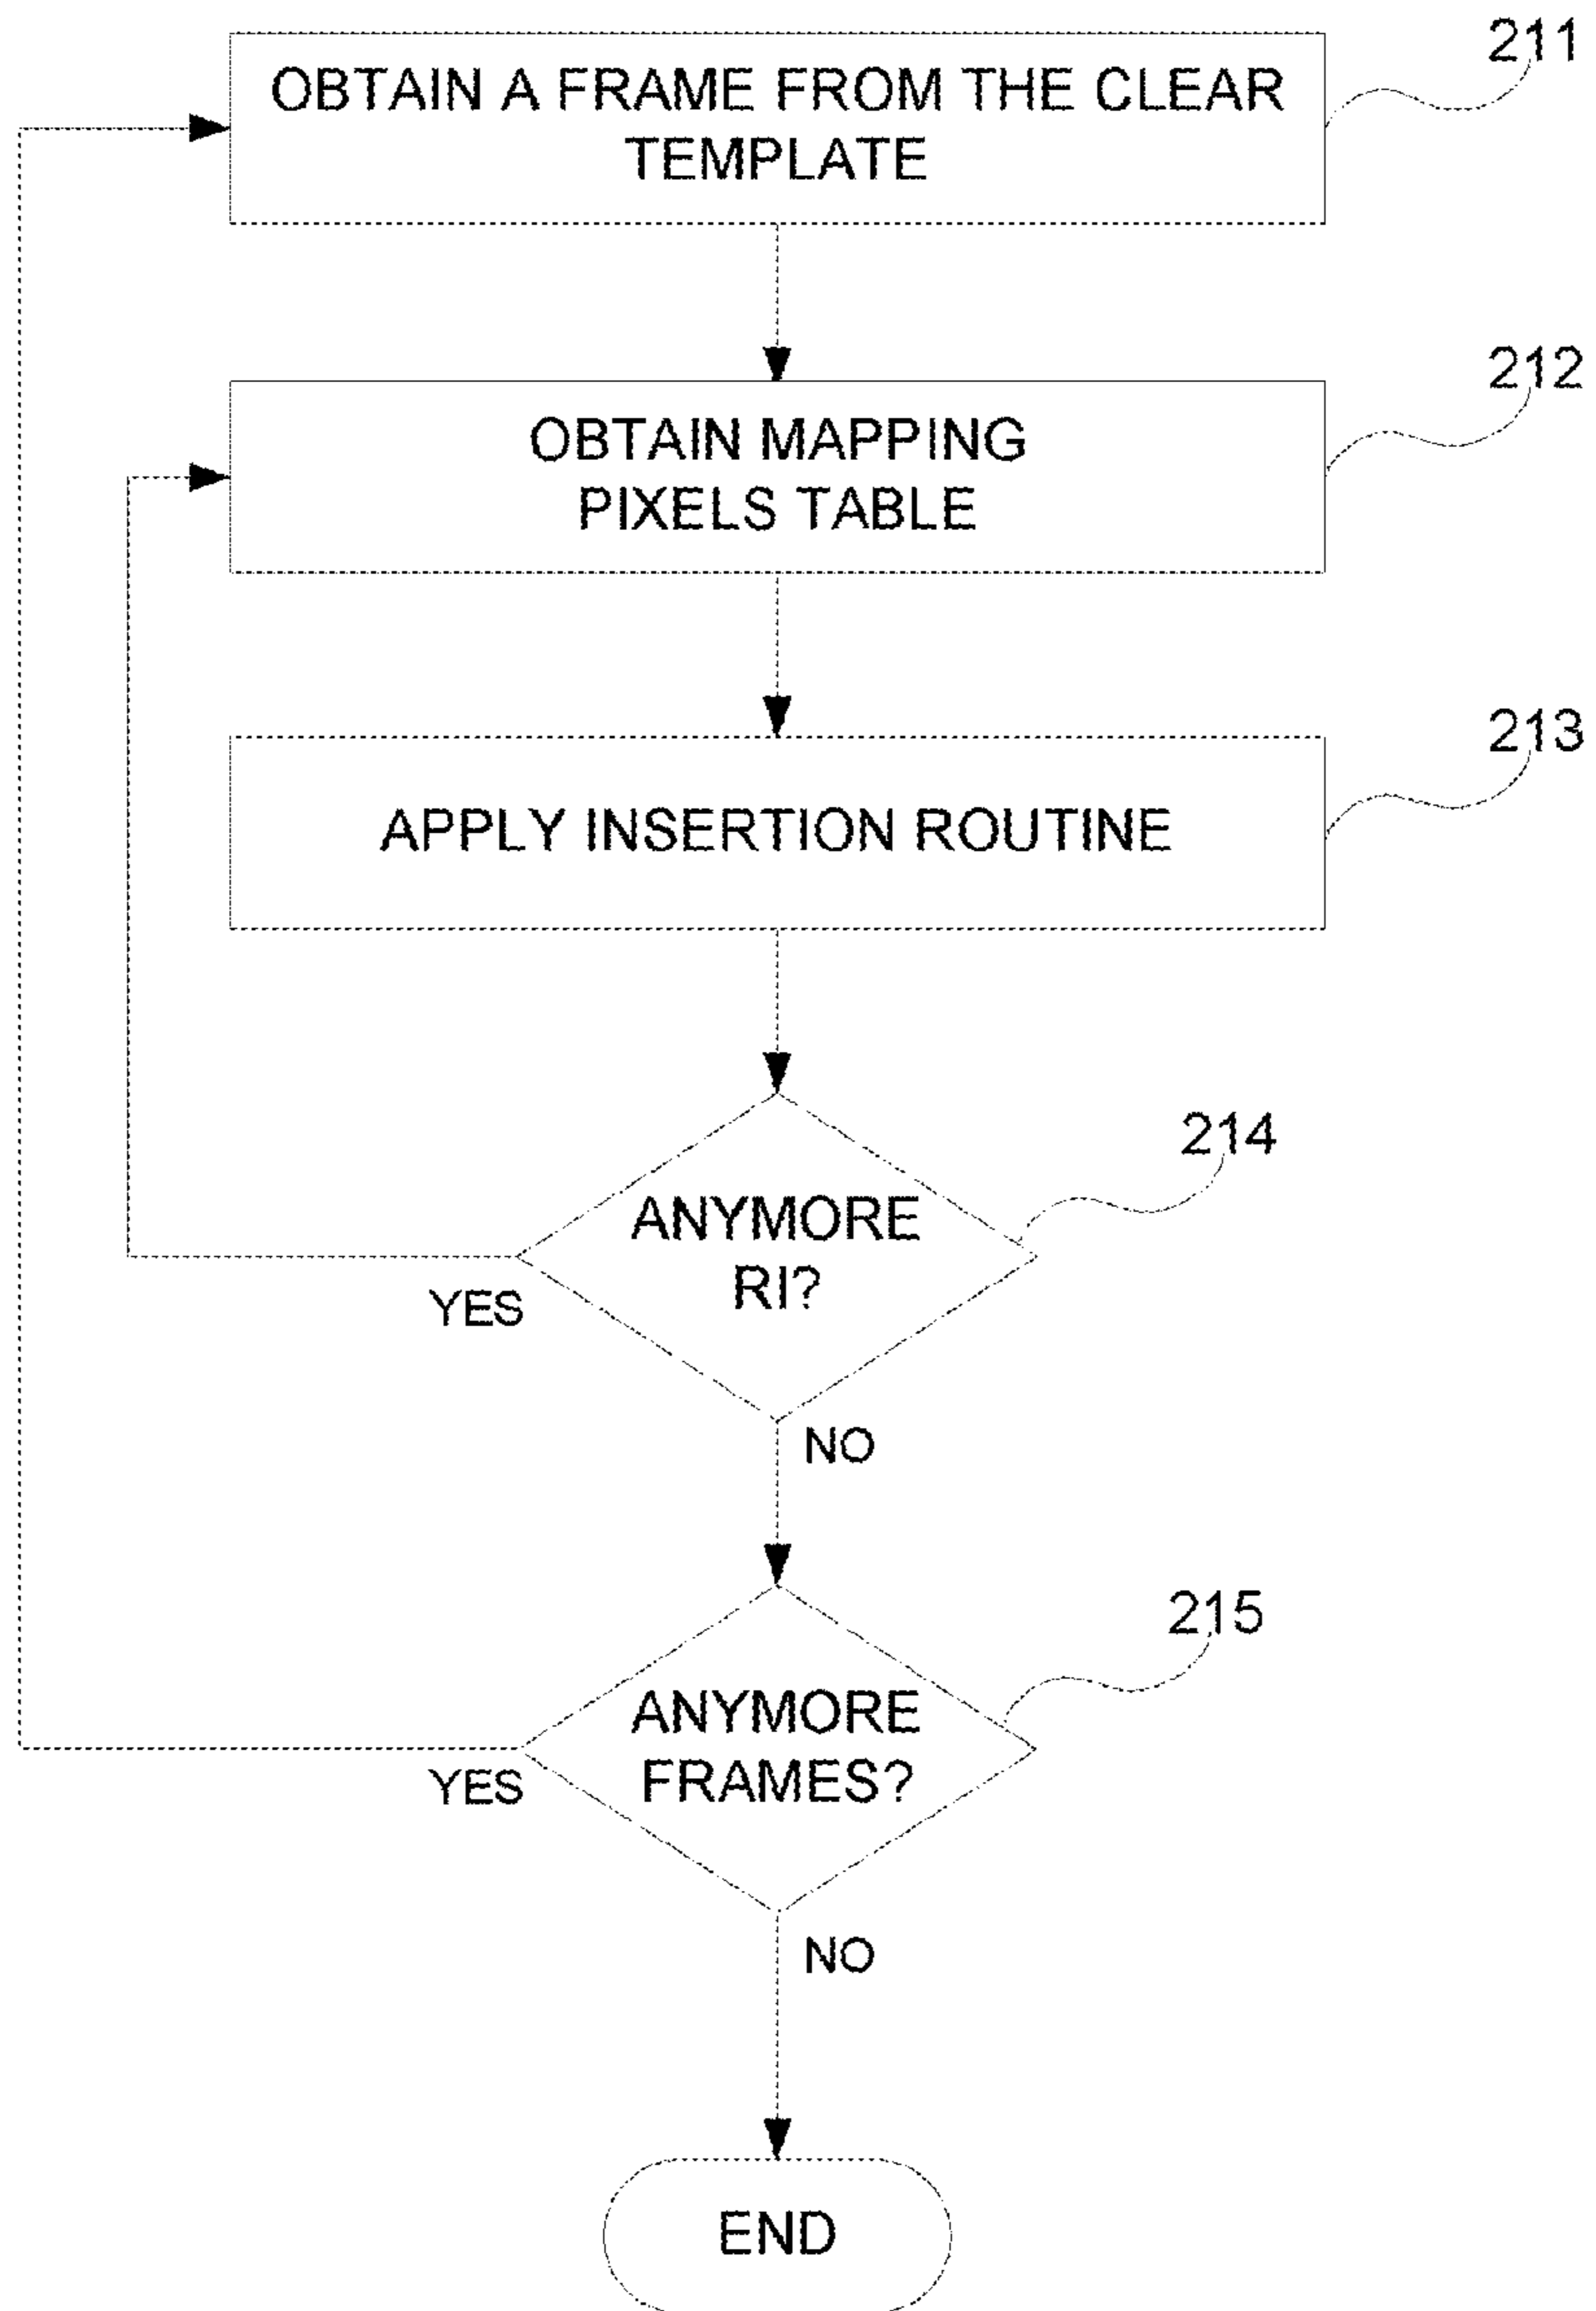 211
OBTAIN A FRAME FROM THE CLEAR
TEMPLATE
212
OBTAIN MAPPING
PIXELS TABLE
213
APPLY INSERTION ROUTINE
214
ANYMORE
RI?
YES
NO
215
ANYMORE
FRAMES?
YES
NO
END